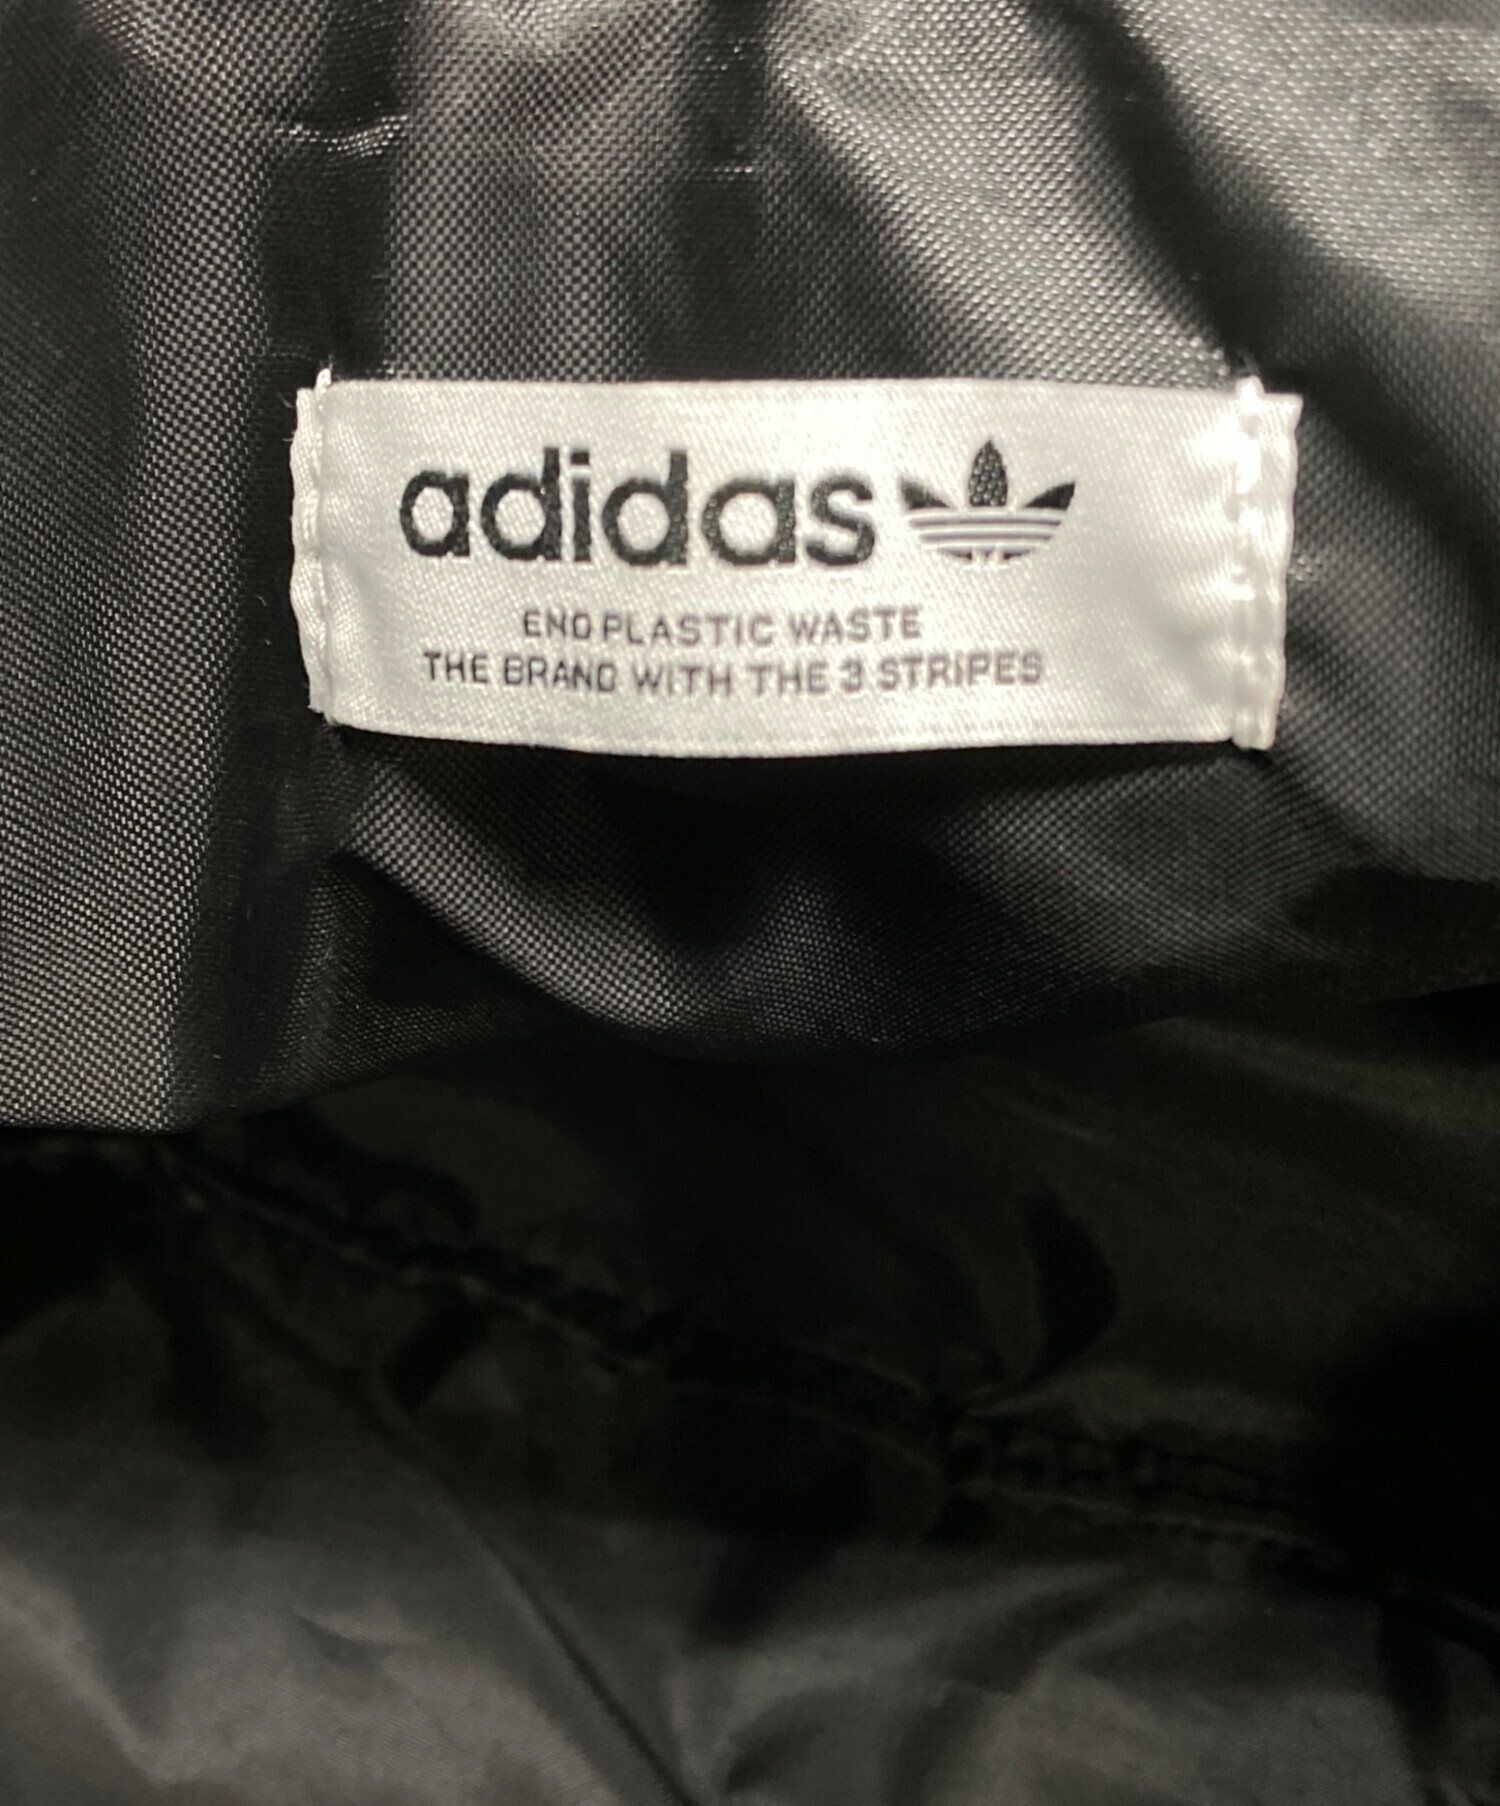 adidas
END PLASTIC WASTE
THE BRAND WITH THE 3 STRIPES